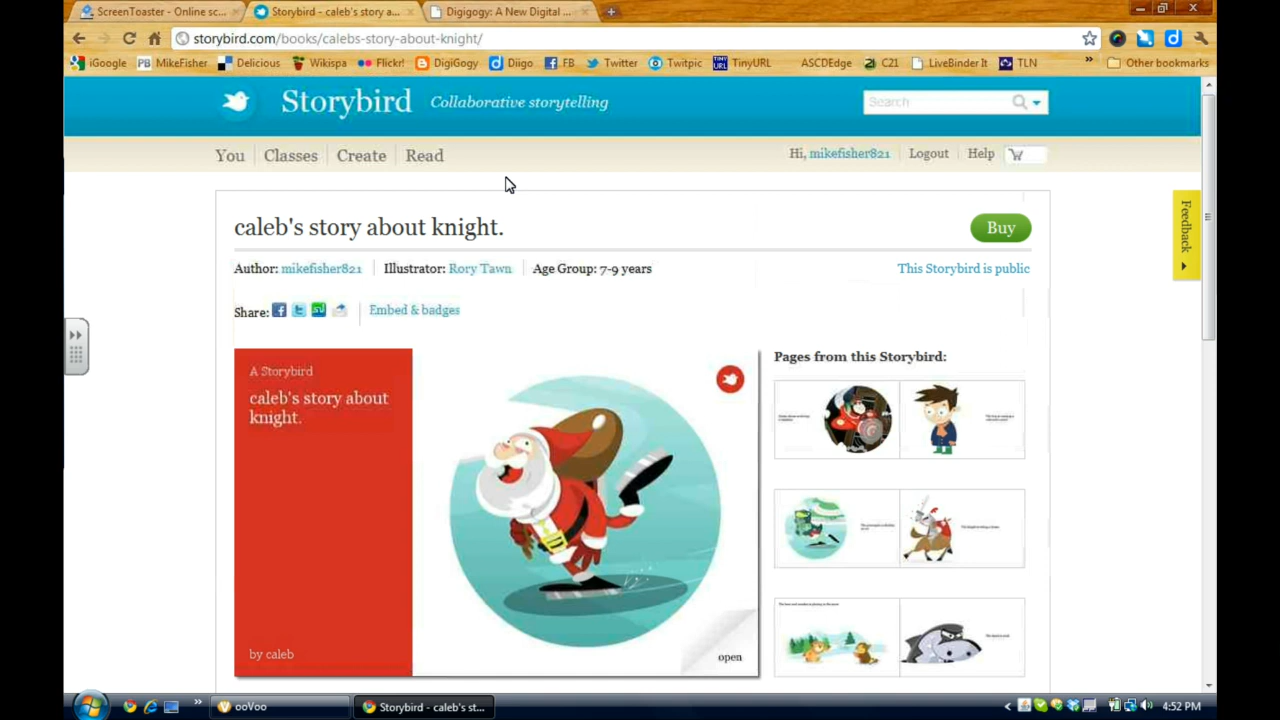 ScreenToaster - Online sc... Storybird - caleb's story a... Digigogy: A New Digital ...
storybird.com/books/calebs-story-about-knight/
iGoogle PB MikeFisher Delicious Wikispa Flickr! DigiGogy Diigo FB Twitter Twitpic TinyURL ASCDEdge C21 LiveBinder It TLN » Other bookmarks
Storybird Collaborative storytelling Search
You Classes Create Read Hi, mikefisher821 Logout Help
Feedback
caleb's story about knight. Buy
Author: mikefisher821 Illustrator: Rory Tawn Age Group: 7-9 years This Storybird is public
Share: Embed & badges
Pages from this Storybird:
A Storybird
caleb's story about
knight.
by caleb
open
ooVoo Storybird - caleb's st... 4:52 PM